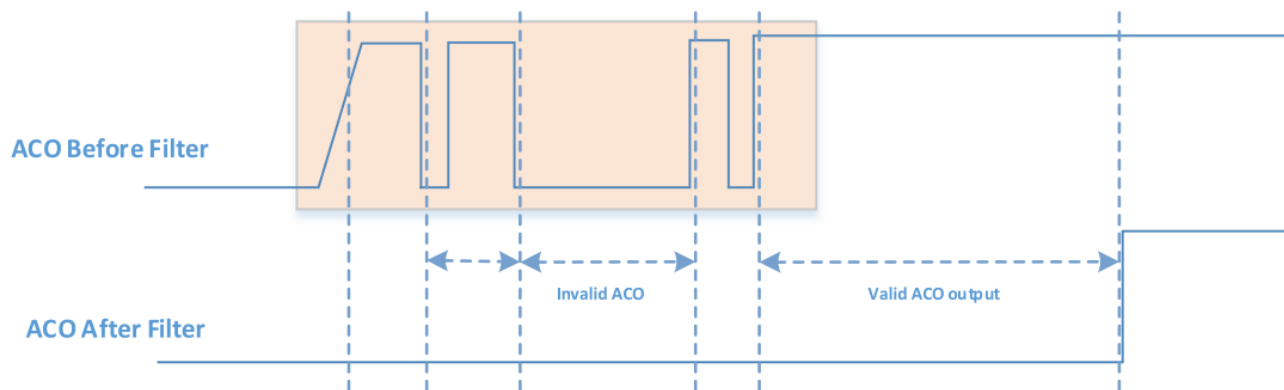 ACO Before Filter
Invalid ACO
Valid ACO output
ACO After Filter